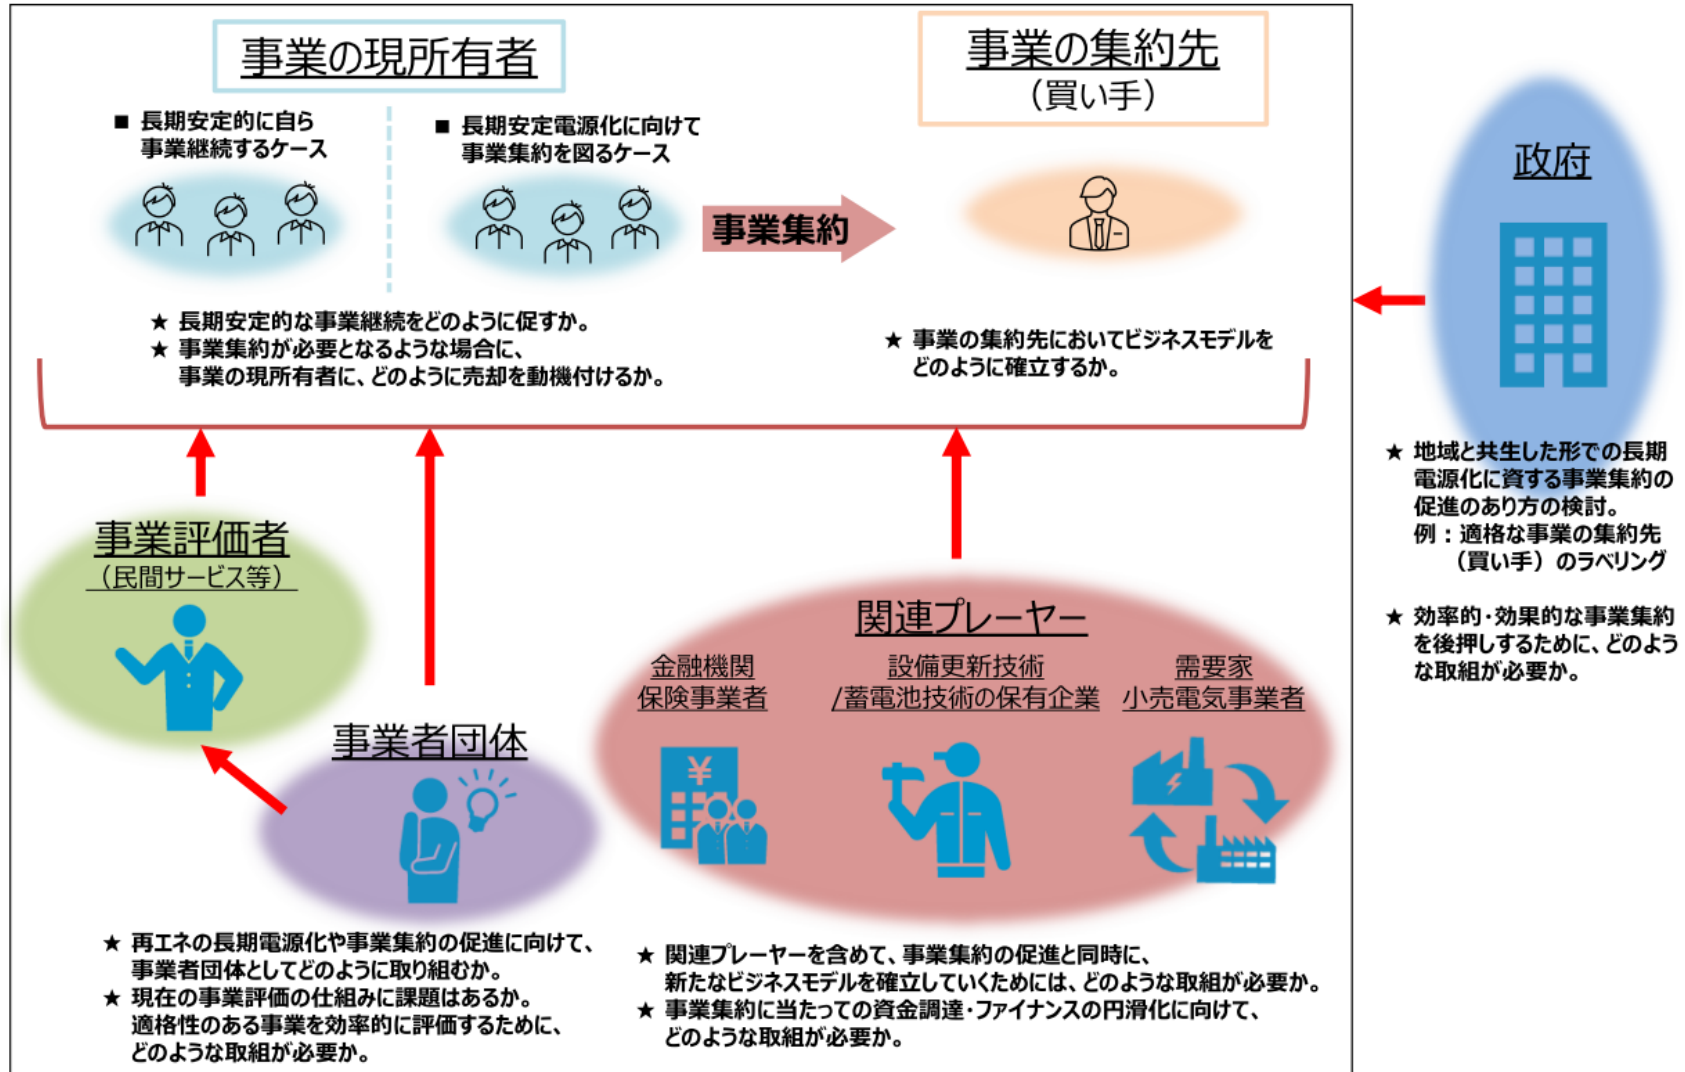 事業の現所有者
■ 長期安定的に自ら
事業継続するケース
■ 長期安定電源化に向けて
事業集約を図るケース
事業集約
事業の集約先
（買い手）
★ 長期安定的な事業継続をどのように促すか。
★ 事業集約が必要となるような場合に、
事業の現所有者に、どのように売却を動機付けるか。
★ 事業の集約先においてビジネスモデルを
どのように確立するか。
政府
★ 地域と共生した形での長期
電源化に資する事業集約の
促進のあり方の検討。
例：適格な事業の集約先
（買い手）のラベリング
★ 効率的・効果的な事業集約
を後押しするために、どのよう
な取組が必要か。
事業評価者
（民間サービス等）
事業者団体
★ 再エネの長期電源化や事業集約の促進に向けて、
事業者団体としてどのように取り組むか。
★ 現在の事業評価の仕組みに課題はあるか。
適格性のある事業を効率的に評価するために、
どのような取組が必要か。
関連プレーヤー
金融機関
保険事業者
設備更新技術
/蓄電池技術の保有企業
需要家
小売電気事業者
¥
★ 関連プレーヤーを含めて、事業集約の促進と同時に、
新たなビジネスモデルを確立していくためには、どのような取組が必要か。
★ 事業集約に当たっての資金調達・ファイナンスの円滑化に向けて、
どのような取組が必要か。